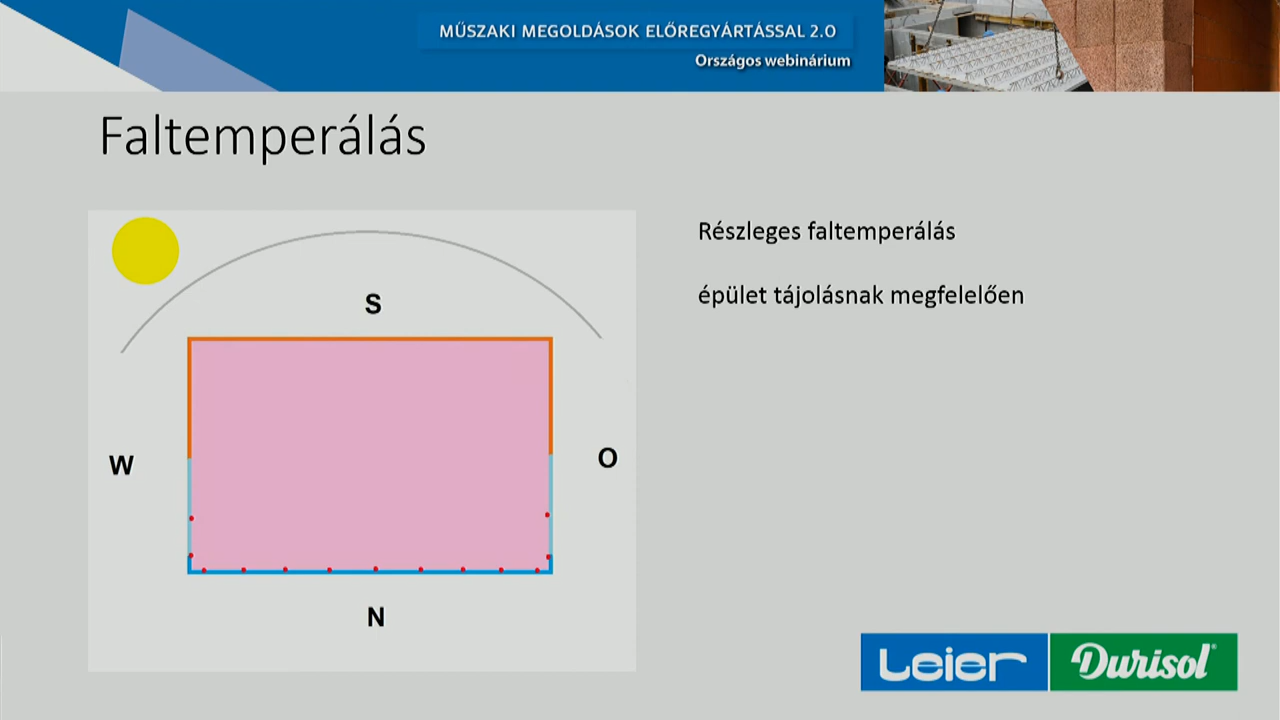 MŰSZAKI MEGOLDÁSOK ELŐREGYÁRTÁSSAL 2.0
Országos webinárium
Faltemperálás
S
W
O
N
Részleges faltemperálás
épület tájolásnak megfelelően
Leier
Durisol®